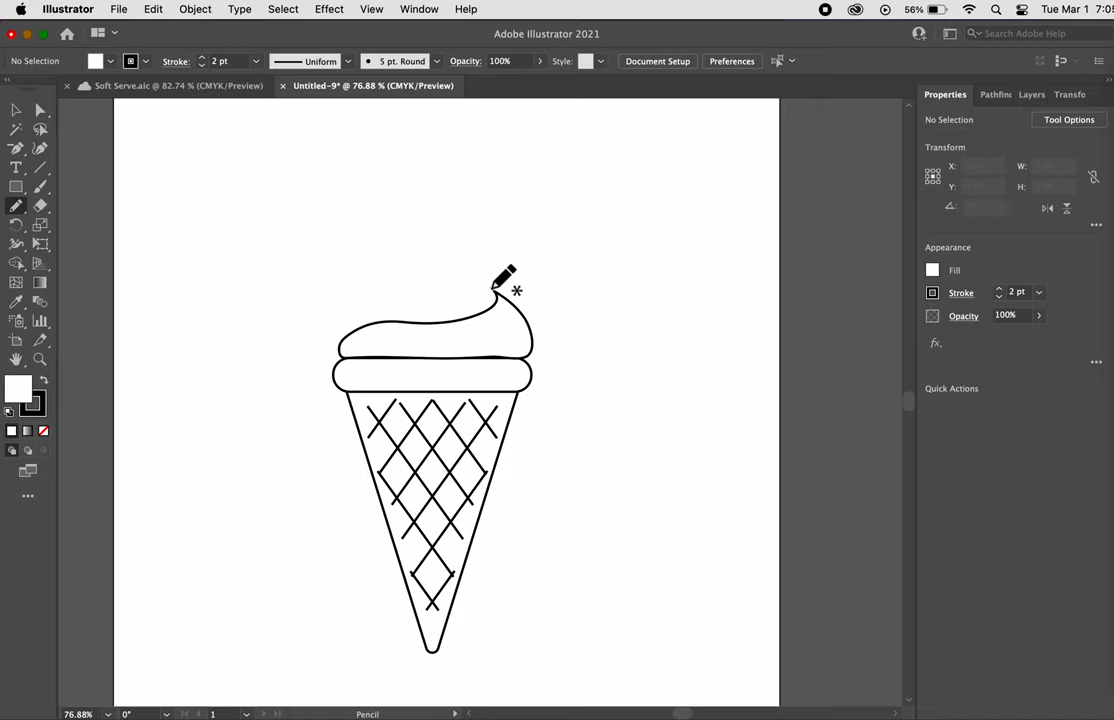 Illustrator File Edit Object Type Select Effect View Window Help 56% Tue Mar 1 7:05
Adobe Illustrator 2021 Search Adobe Help
No Selection Stroke: 2 pt Uniform 5 pt. Round Opacity: 100% Style: Document Setup Preferences
× Soft Serve.aic @ 82.74 % (CMYK/Preview) × Untitled-9* @ 76.88 % (CMYK/Preview)
Properties Pathfind Layers Transfo
No Selection Tool Options
Transform
X: W:
Y: H:
Appearance
Fill
Stroke 2 pt
Opacity 100%
fx.
Quick Actions
76.88% 0° 1 Pencil